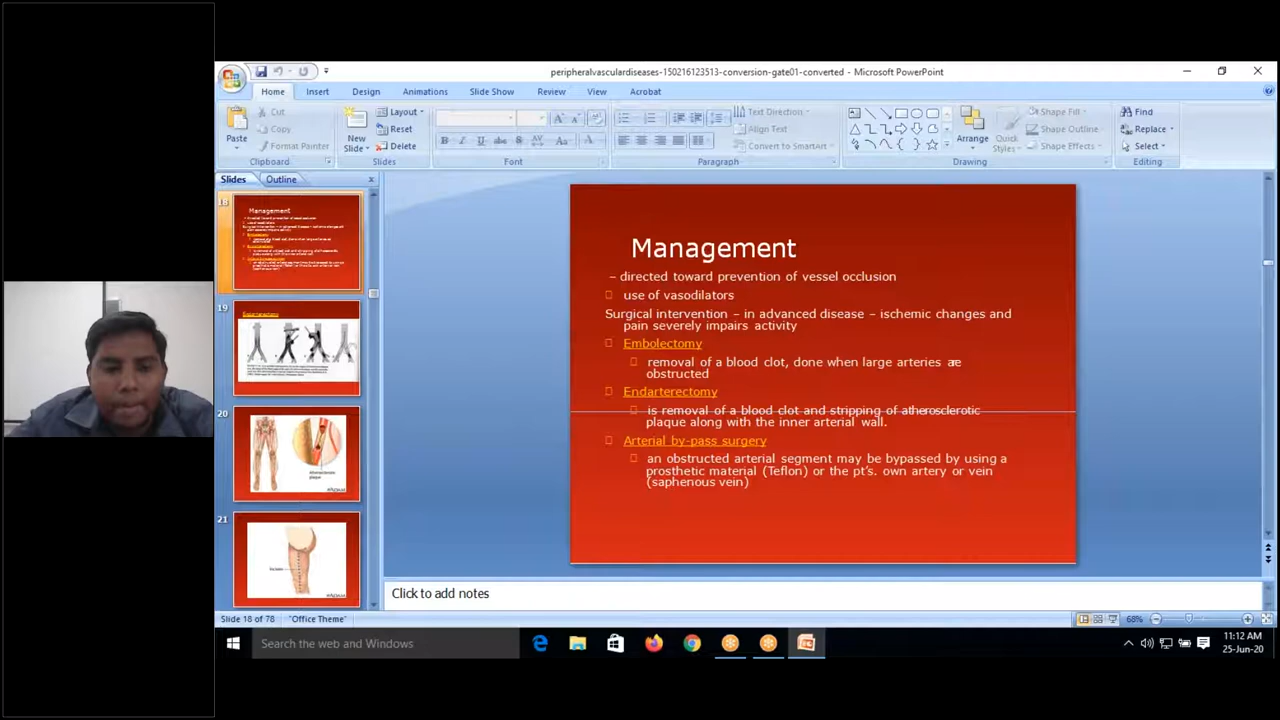 peripheralvasculardiseases-150216123513-conversion-gate01-converted - Microsoft PowerPoint
Home Insert Design Animations Slide Show Review View Acrobat
Paste
Cut
Copy
Format Painter
Clipboard
New Slide
Layout
Reset
Delete
Slides
Font
Text Direction
Align Text
Convert to SmartArt
Paragraph
Arrange
Quick Styles
Shape Fill
Shape Outline
Shape Effects
Drawing
Find
Replace
Select
Editing
Slides Outline
18
Management
19
Endarterectomy
20
21
Management
– directed toward prevention of vessel occlusion
use of vasodilators
Surgical intervention – in advanced disease – ischemic changes and
pain severely impairs activity
Embolectomy
removal of a blood clot, done when large arteries are
obstructed
Endarterectomy
is removal of a blood clot and stripping of atherosclerotic
plaque along with the inner arterial wall.
Arterial by-pass surgery
an obstructed arterial segment may be bypassed by using a
prosthetic material (Teflon) or the pt's. own artery or vein
(saphenous vein)
Click to add notes
Slide 18 of 78 "Office Theme" 68%
Search the web and Windows
11:12 AM
25-Jun-20